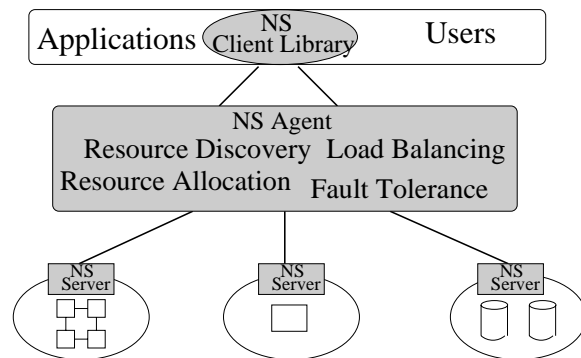 Applications
NS
Client Library
Users
NS Agent
Resource Discovery Load Balancing
Resource Allocation Fault Tolerance
NS
Server
NS
Server
NS
Server